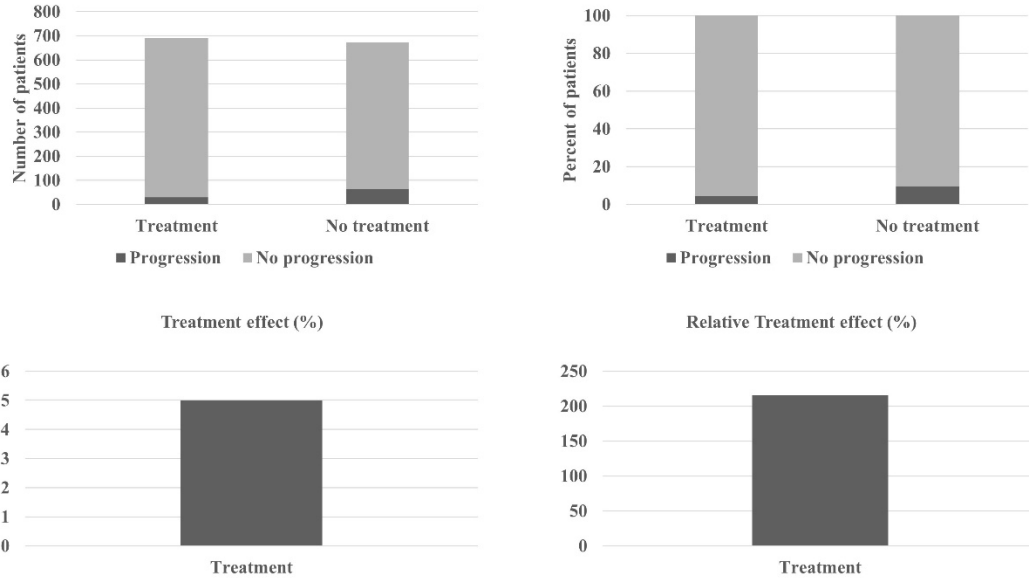 Number of patients
800
700
600
500
400
300
200
100
0
Treatment
No treatment
Progression
No progression
Percent of patients
100
80
60
40
20
0
Treatment
No treatment
Progression
No progression
Treatment effect (%)
6
5
4
3
2
1
0
Treatment
Relative Treatment effect (%)
250
200
150
100
50
0
Treatment